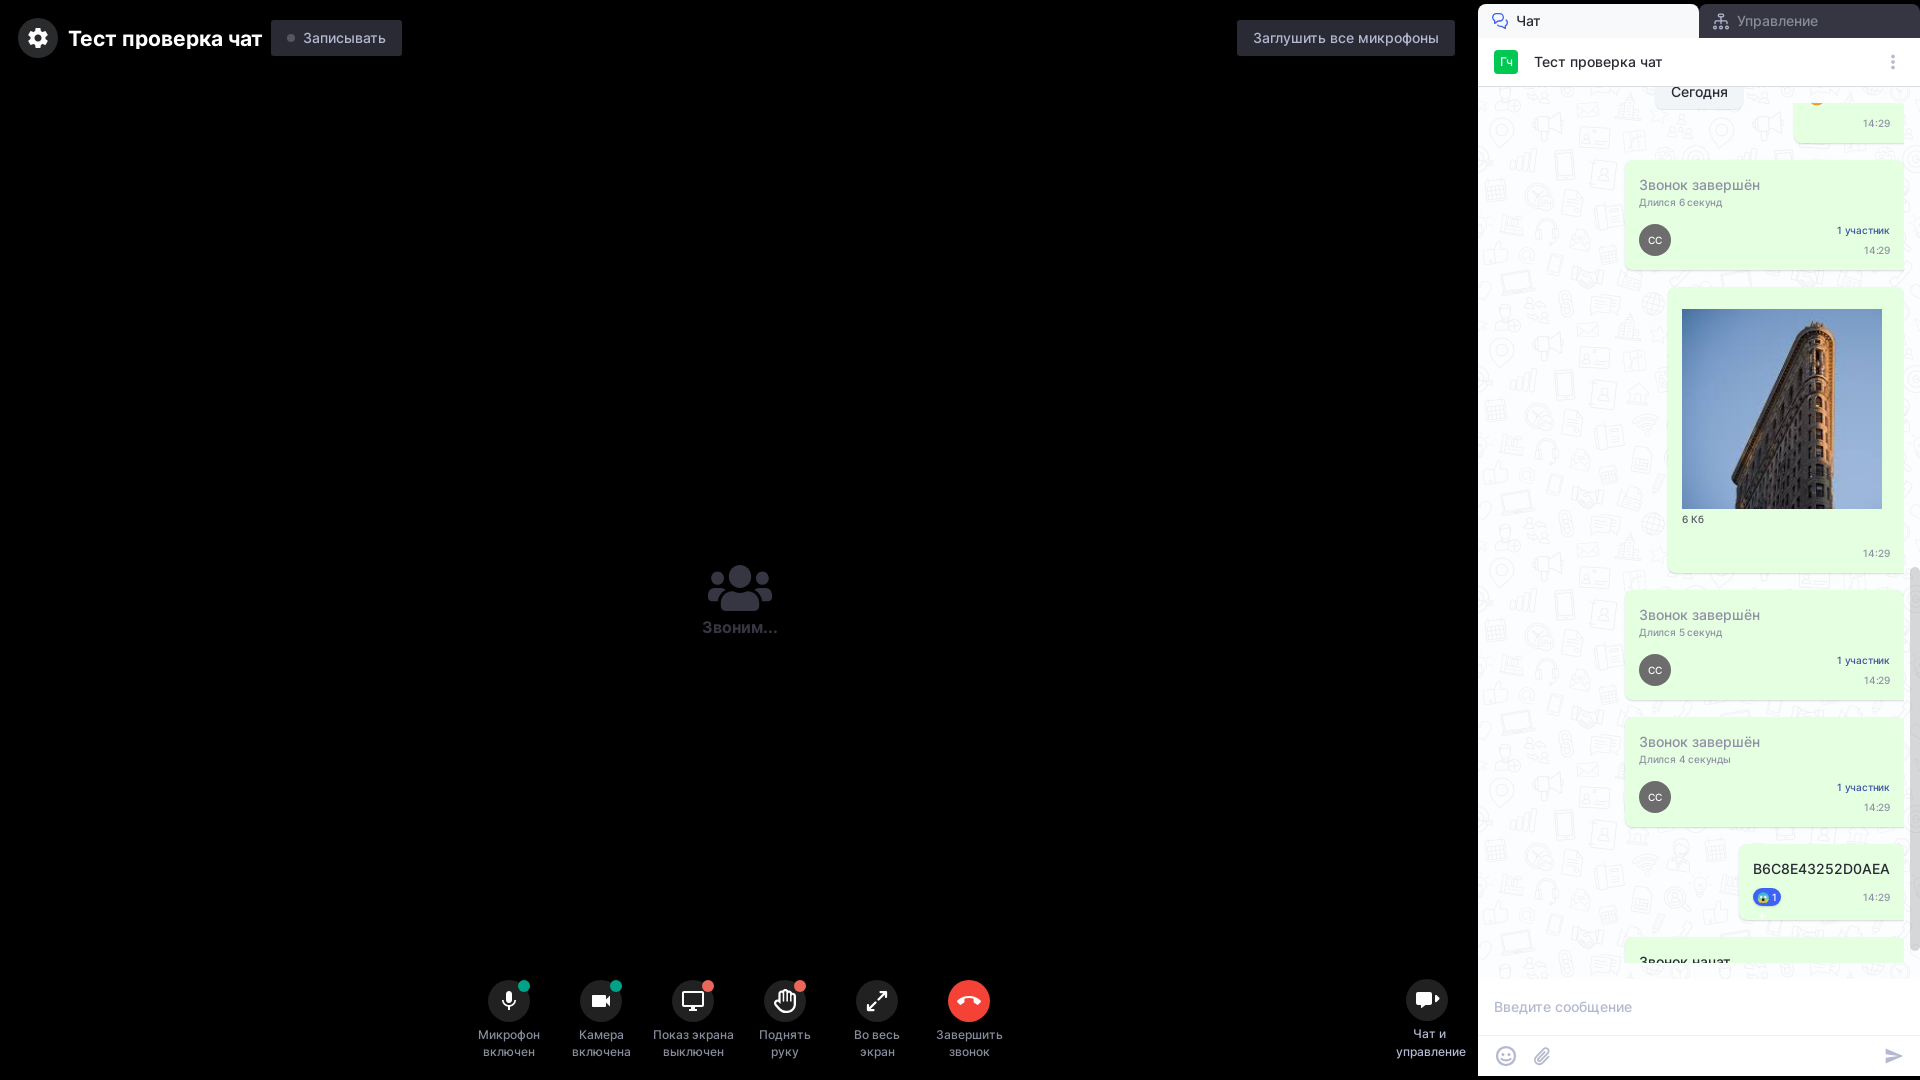 Тест проверка чат
Записывать
Заглушить все микрофоны
Звоним...
Микрофон
включен
Камера
включена
Показ экрана
выключен
Поднять
руку
Во весь
экран
Завершить
звонок
Чат и
управление
Чат
Управление
Гч
Тест проверка чат
Сегодня
14:29
Звонок завершён
Длился 6 секунд
СС
1 участник
14:29
6 Кб
14:29
Звонок завершён
Длился 5 секунд
СС
1 участник
14:29
Звонок завершён
Длился 4 секунды
СС
1 участник
14:29
B6C8E43252D0AEA
1
14:29
Звонок начат
Введите сообщение